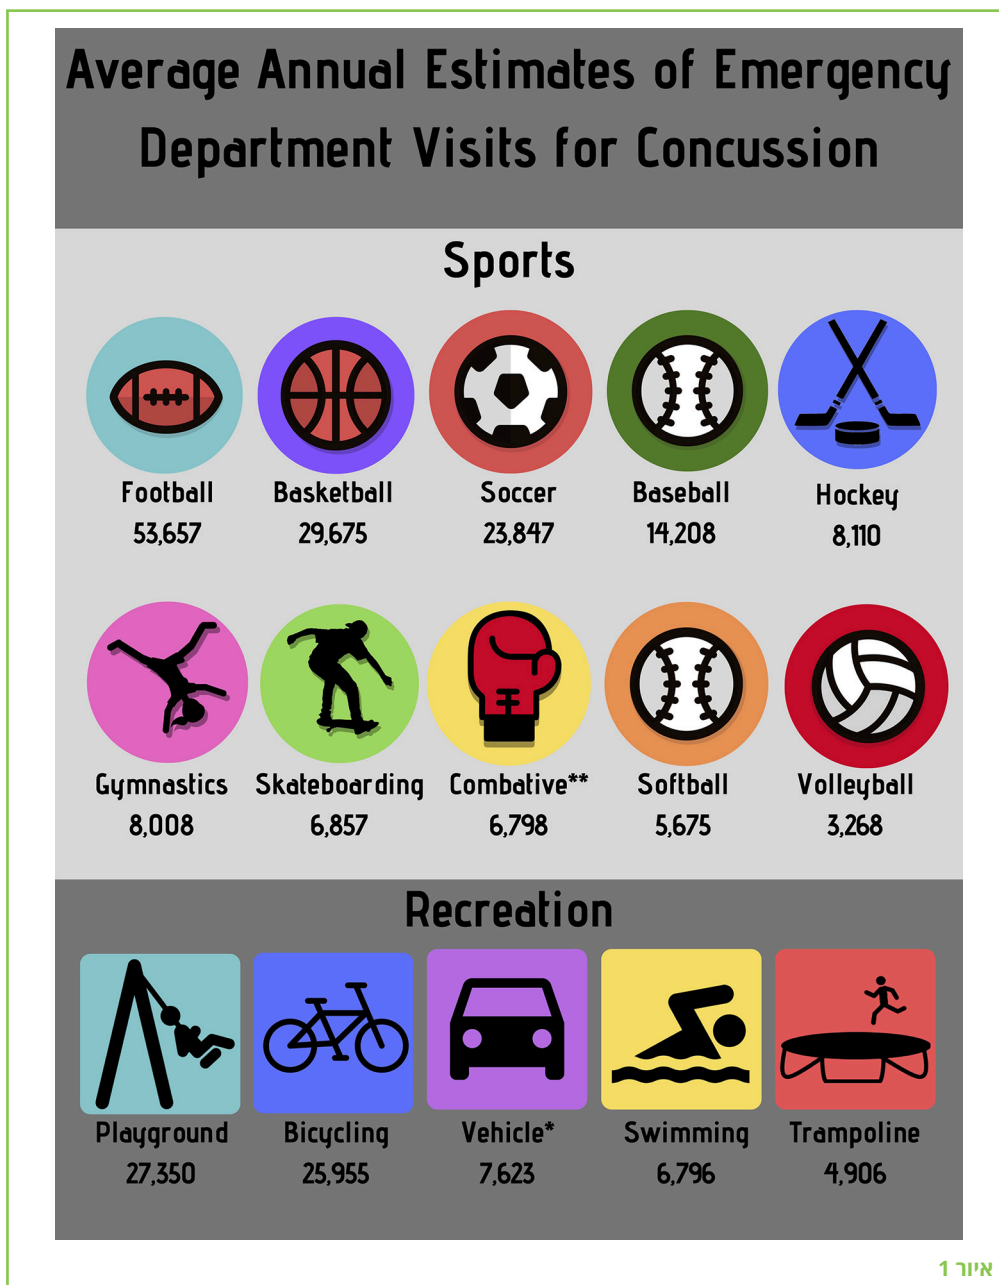 Average Annual Estimates of Emergency
Department Visits for Concussion
Sports
Football Basketball Soccer Baseball Hockey
53,657 29,675 23,847 14,208 8,110
Gymnastics Skateboarding Combative** Softball Volleyball
8,008 6,857 6,798 5,675 3,268
Recreation
Playground Bicycling Vehicle* Swimming Trampoline
27,350 25,955 7,623 6,796 4,906
איור 1